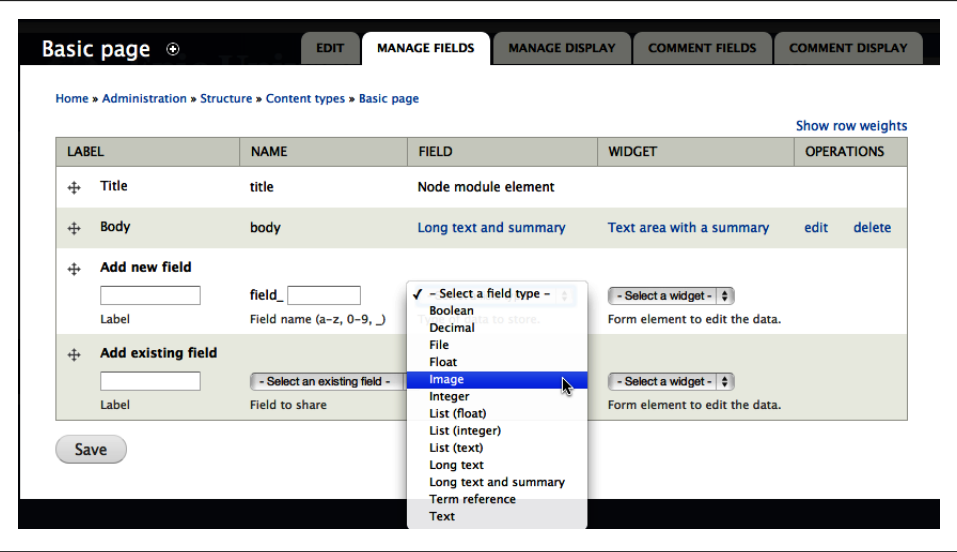 Basic page
EDIT MANAGE FIELDS MANAGE DISPLAY COMMENT FIELDS COMMENT DISPLAY
Home » Administration » Structure » Content types » Basic page
Show row weights
LABEL NAME FIELD WIDGET OPERATIONS
Title title Node module element
Body body Long text and summary Text area with a summary edit delete
Add new field
field_ - Select a widget -
Label Field name (a-z, 0-9, _) Type of data to store. Form element to edit the data.
Add existing field
- Select an existing field - - Select a widget -
Label Field to share Form element to edit the data.
✓ - Select a field type -
Boolean
Decimal
File
Float
Image
Integer
List (float)
List (integer)
List (text)
Long text
Long text and summary
Term reference
Text
Save